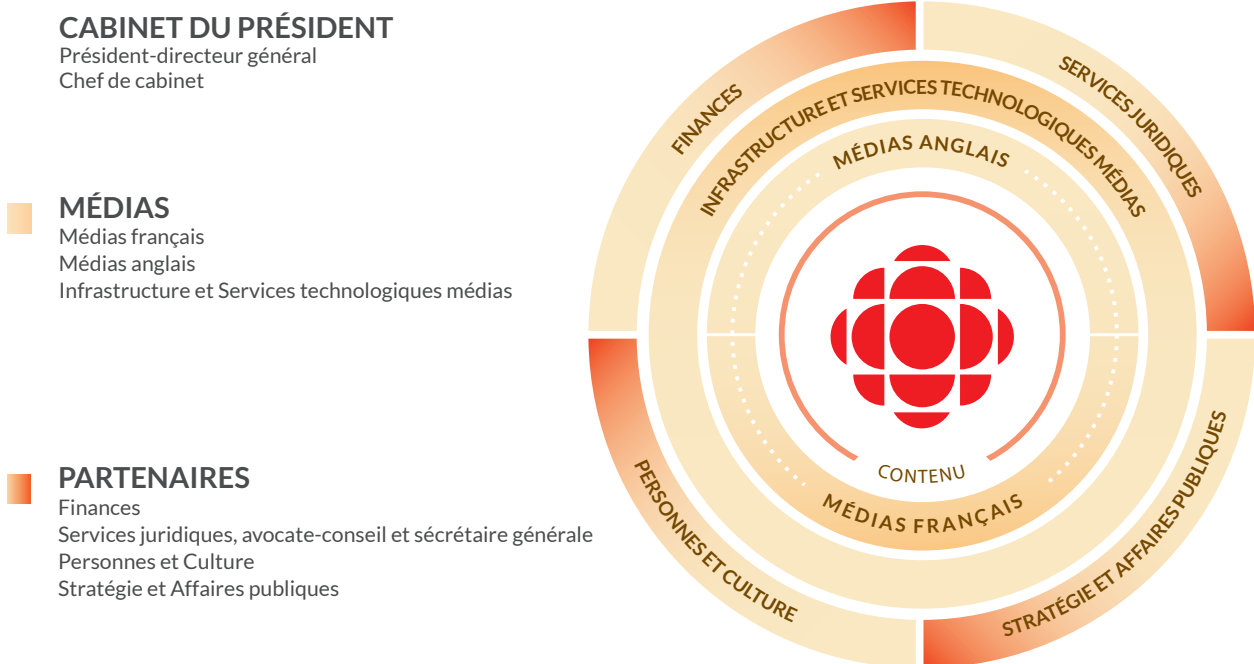 CABINET DU PRÉSIDENT
Président-directeur général
Chef de cabinet
MÉDIAS
Médias français
Médias anglais
Infrastructure et Services technologiques médias
PARTENAIRES
Finances
Services juridiques, avocate-conseil et sécrétaire générale
Personnes et Culture
Stratégie et Affaires publiques
FINANCES
SERVICES JURIDIQUES
INFRASTRUCTURE ET SERVICES TECHNOLOGIQUES MÉDIAS
MÉDIAS ANGLAIS
CONTENU
MÉDIAS FRANÇAIS
PERSONNES ET CULTURE
STRATÉGIE ET AFFAIRES PUBLIQUES